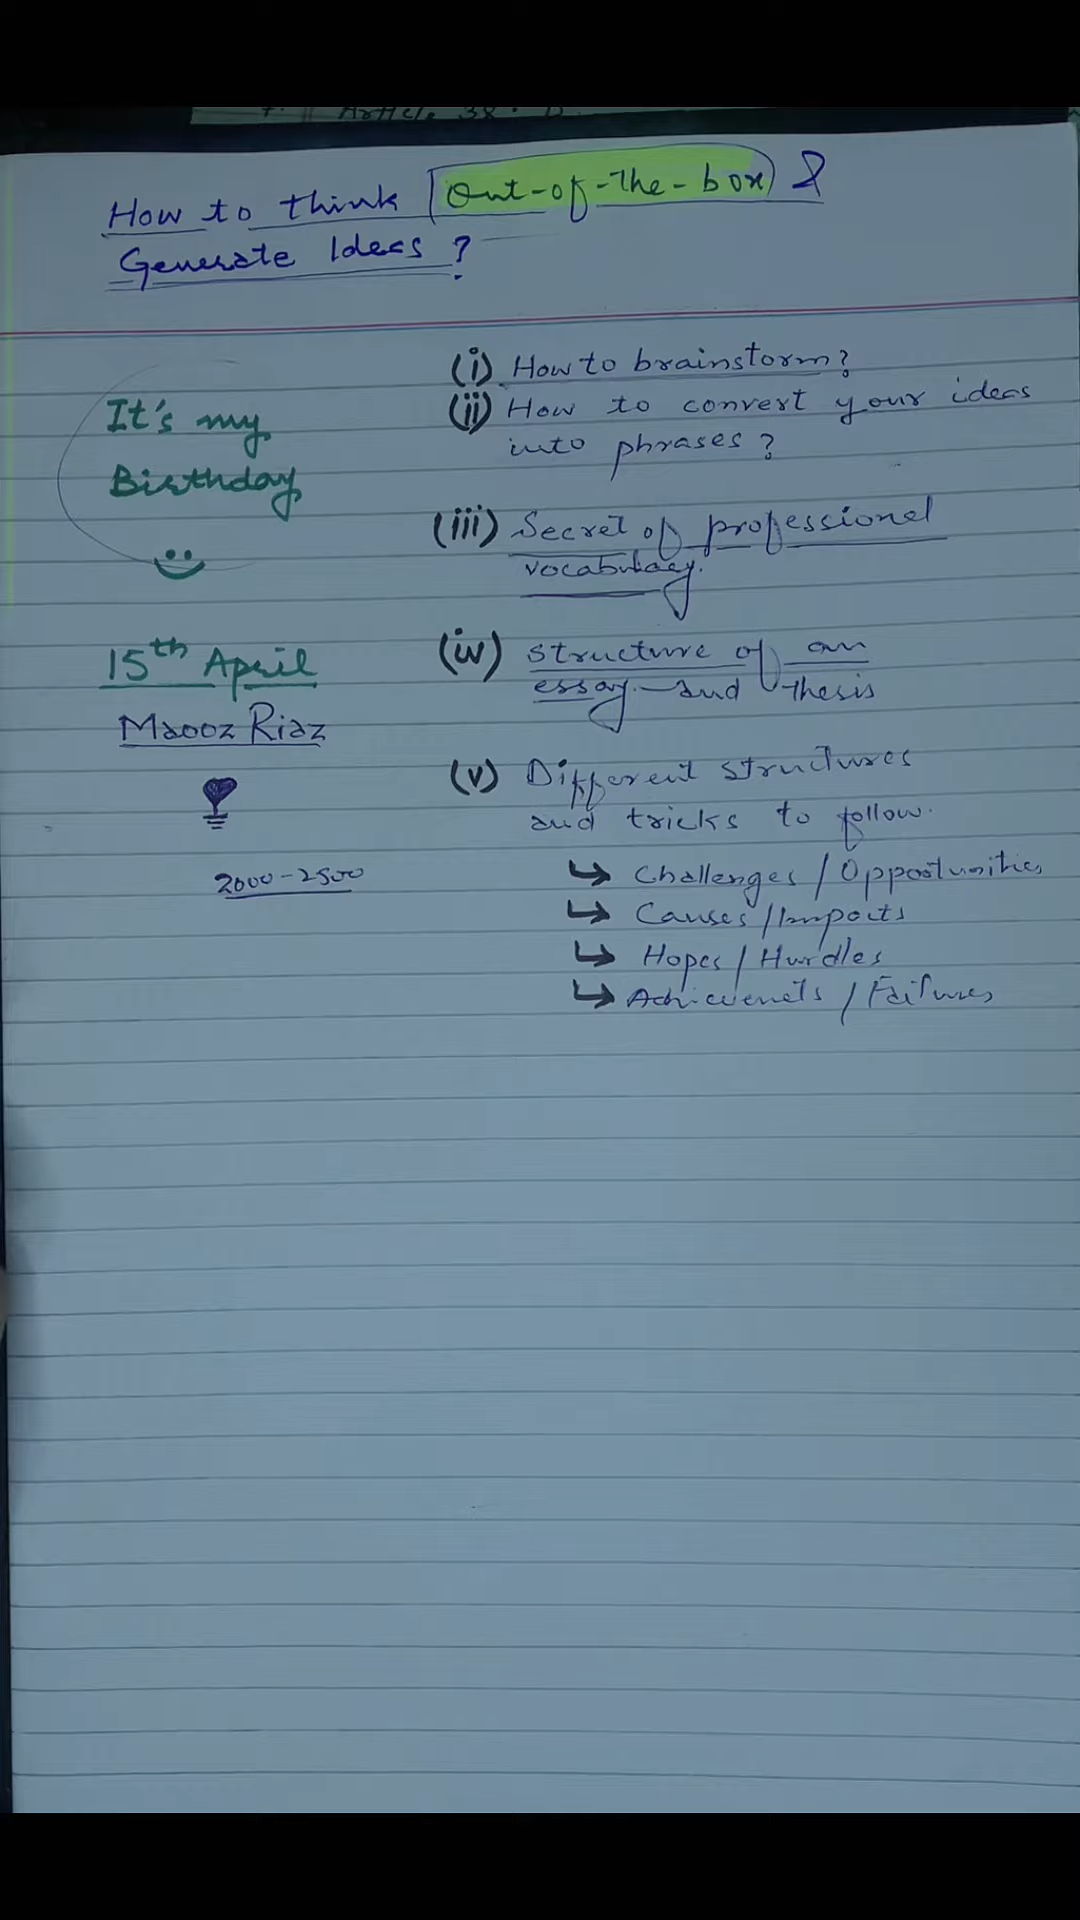 Article 38:
How to think Out-of-the-box &
Generate Ideas?
It's my
Birthday
15th April
Maooz Riaz
2000-2500
(i) How to brainstorm?
(ii) How to convert your ideas
into phrases?
(iii) Secret of professional
vocabulary.
(iv) Structure of an
essay and thesis
(v) Different structures
and tricks to follow.
↳ Challenges / Opportunities
↳ Causes / Impacts
↳ Hopes / Hurdles
↳ Achievements / Failures